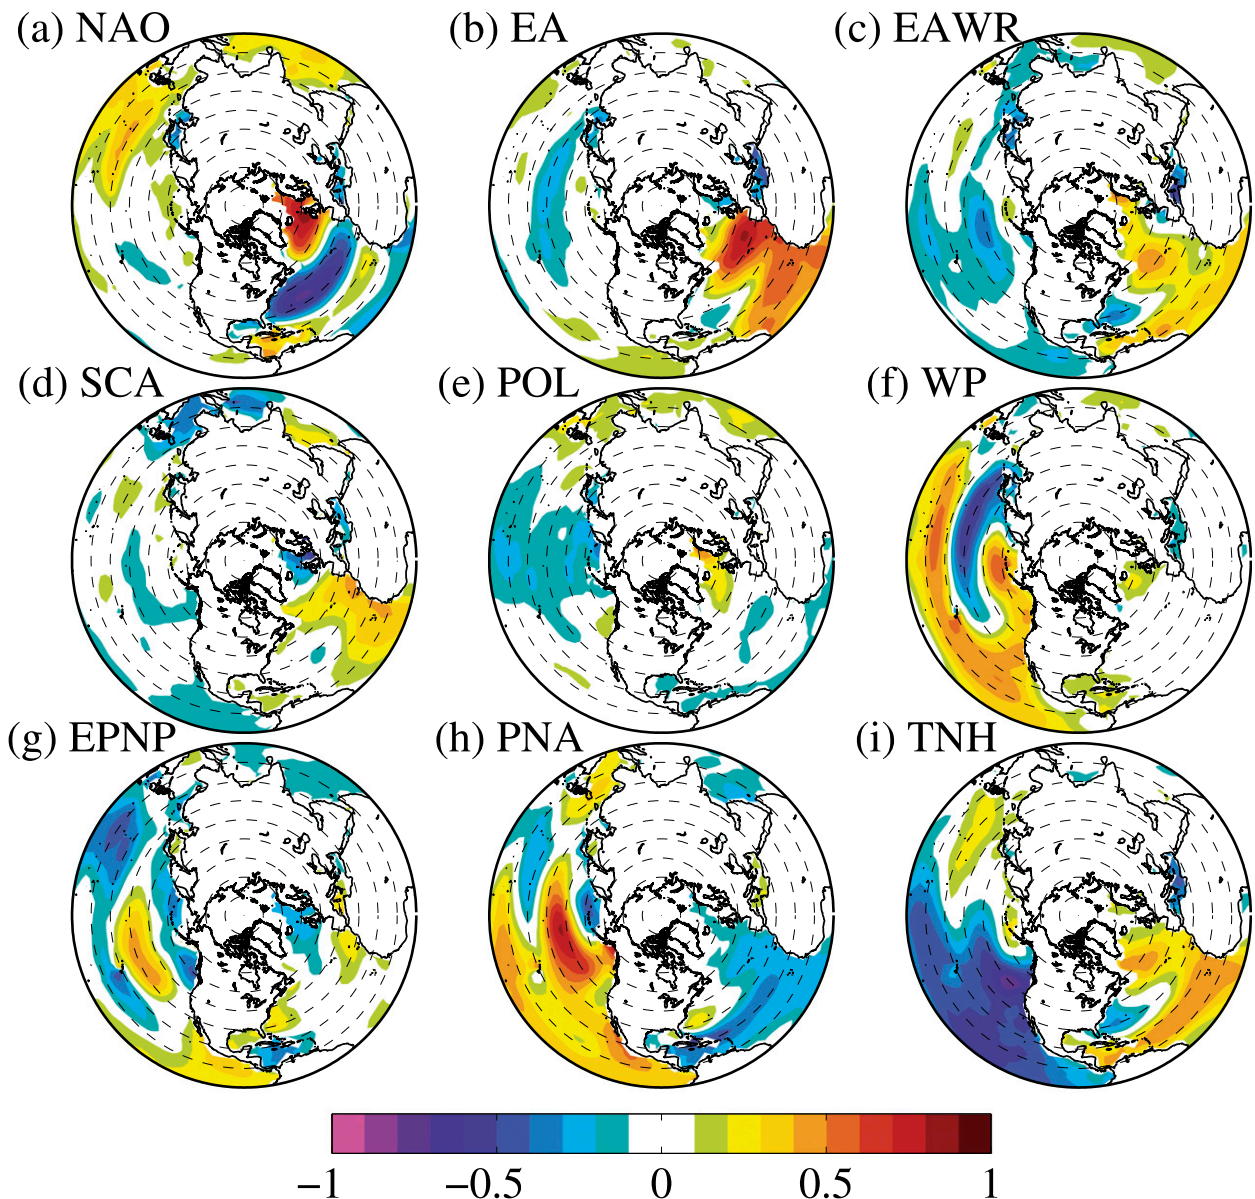 (a) NAO
(b) EA
(c) EAWR
(d) SCA
(e) POL
(f) WP
(g) EPNP
(h) PNA
(i) TNH
−1 −0.5 0 0.5 1